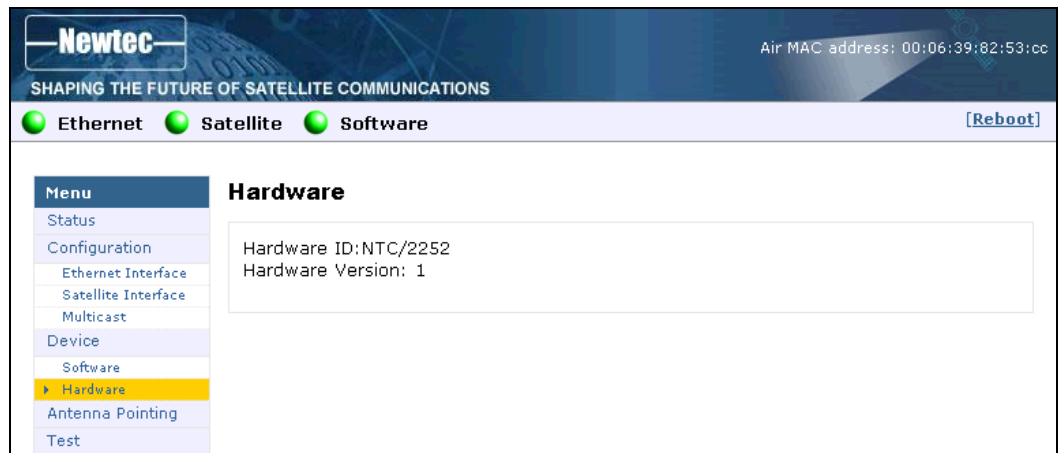 Newtec
Air MAC address: 00:06:39:82:53:cc
SHAPING THE FUTURE OF SATELLITE COMMUNICATIONS
Ethernet Satellite Software [Reboot]
Menu
Status
Configuration
Ethernet Interface
Satellite Interface
Multicast
Device
Software
Hardware
Antenna Pointing
Test
Hardware
Hardware ID:NTC/2252
Hardware Version: 1